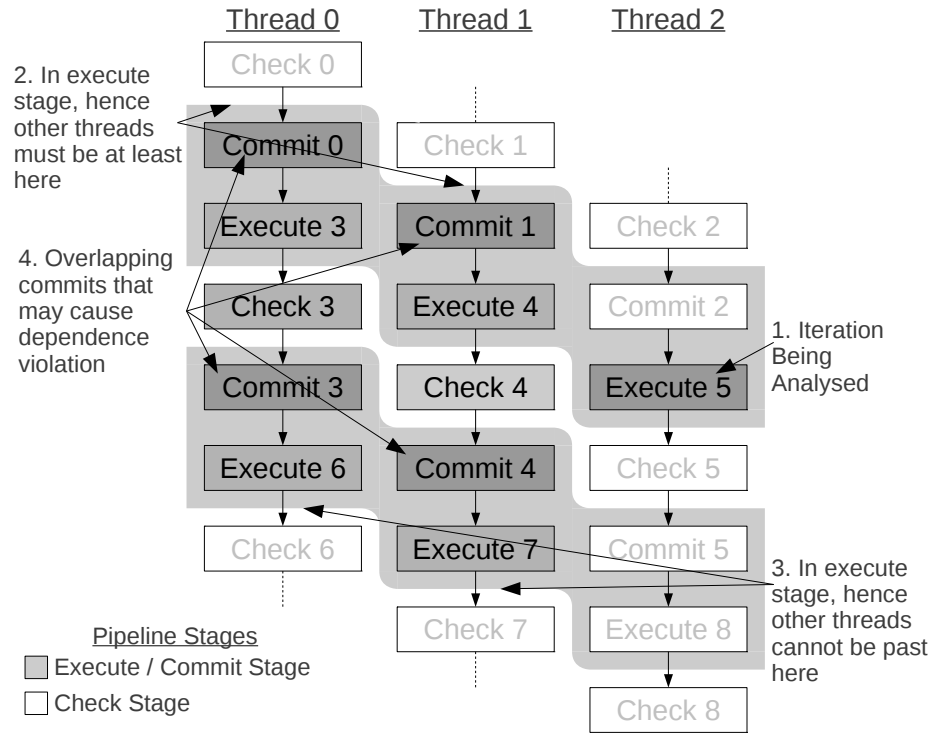 Thread 0
Thread 1
Thread 2
Check 0
2. In execute
stage, hence
other threads
must be at least
here
Commit 0
Check 1
Execute 3
Commit 1
Check 2
4. Overlapping
commits that
may cause
dependence
violation
Check 3
Execute 4
Commit 2
1. Iteration
Being
Analysed
Commit 3
Check 4
Execute 5
Execute 6
Commit 4
Check 5
Check 6
Execute 7
Commit 5
3. In execute
stage, hence
other threads
cannot be past
here
Check 7
Execute 8
Check 8
Pipeline Stages
Execute / Commit Stage
Check Stage